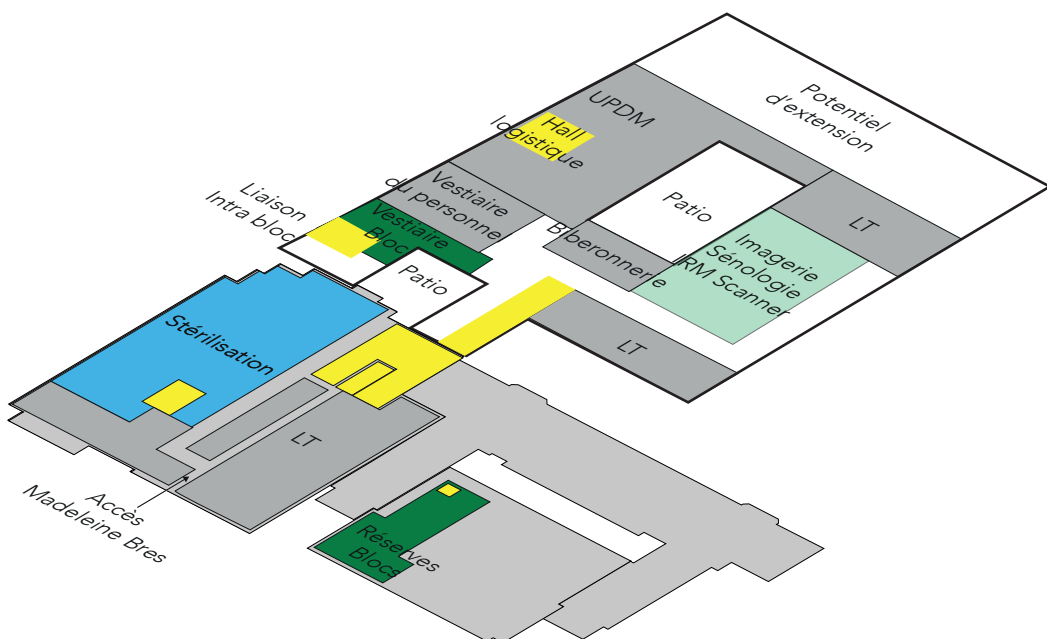 Potentiel
d'extension
UPDM
Hall
logistique
Vestiaire
du personne
Liaison
Intra bloc
Vestiaire
Bloc
Patio
LT
Biberonnerie
Imagerie
Sénologie
IRM Scanner
Patio
Stérilisation
LT
LT
Accès
Madeleine Bres
Réserves
Blocs